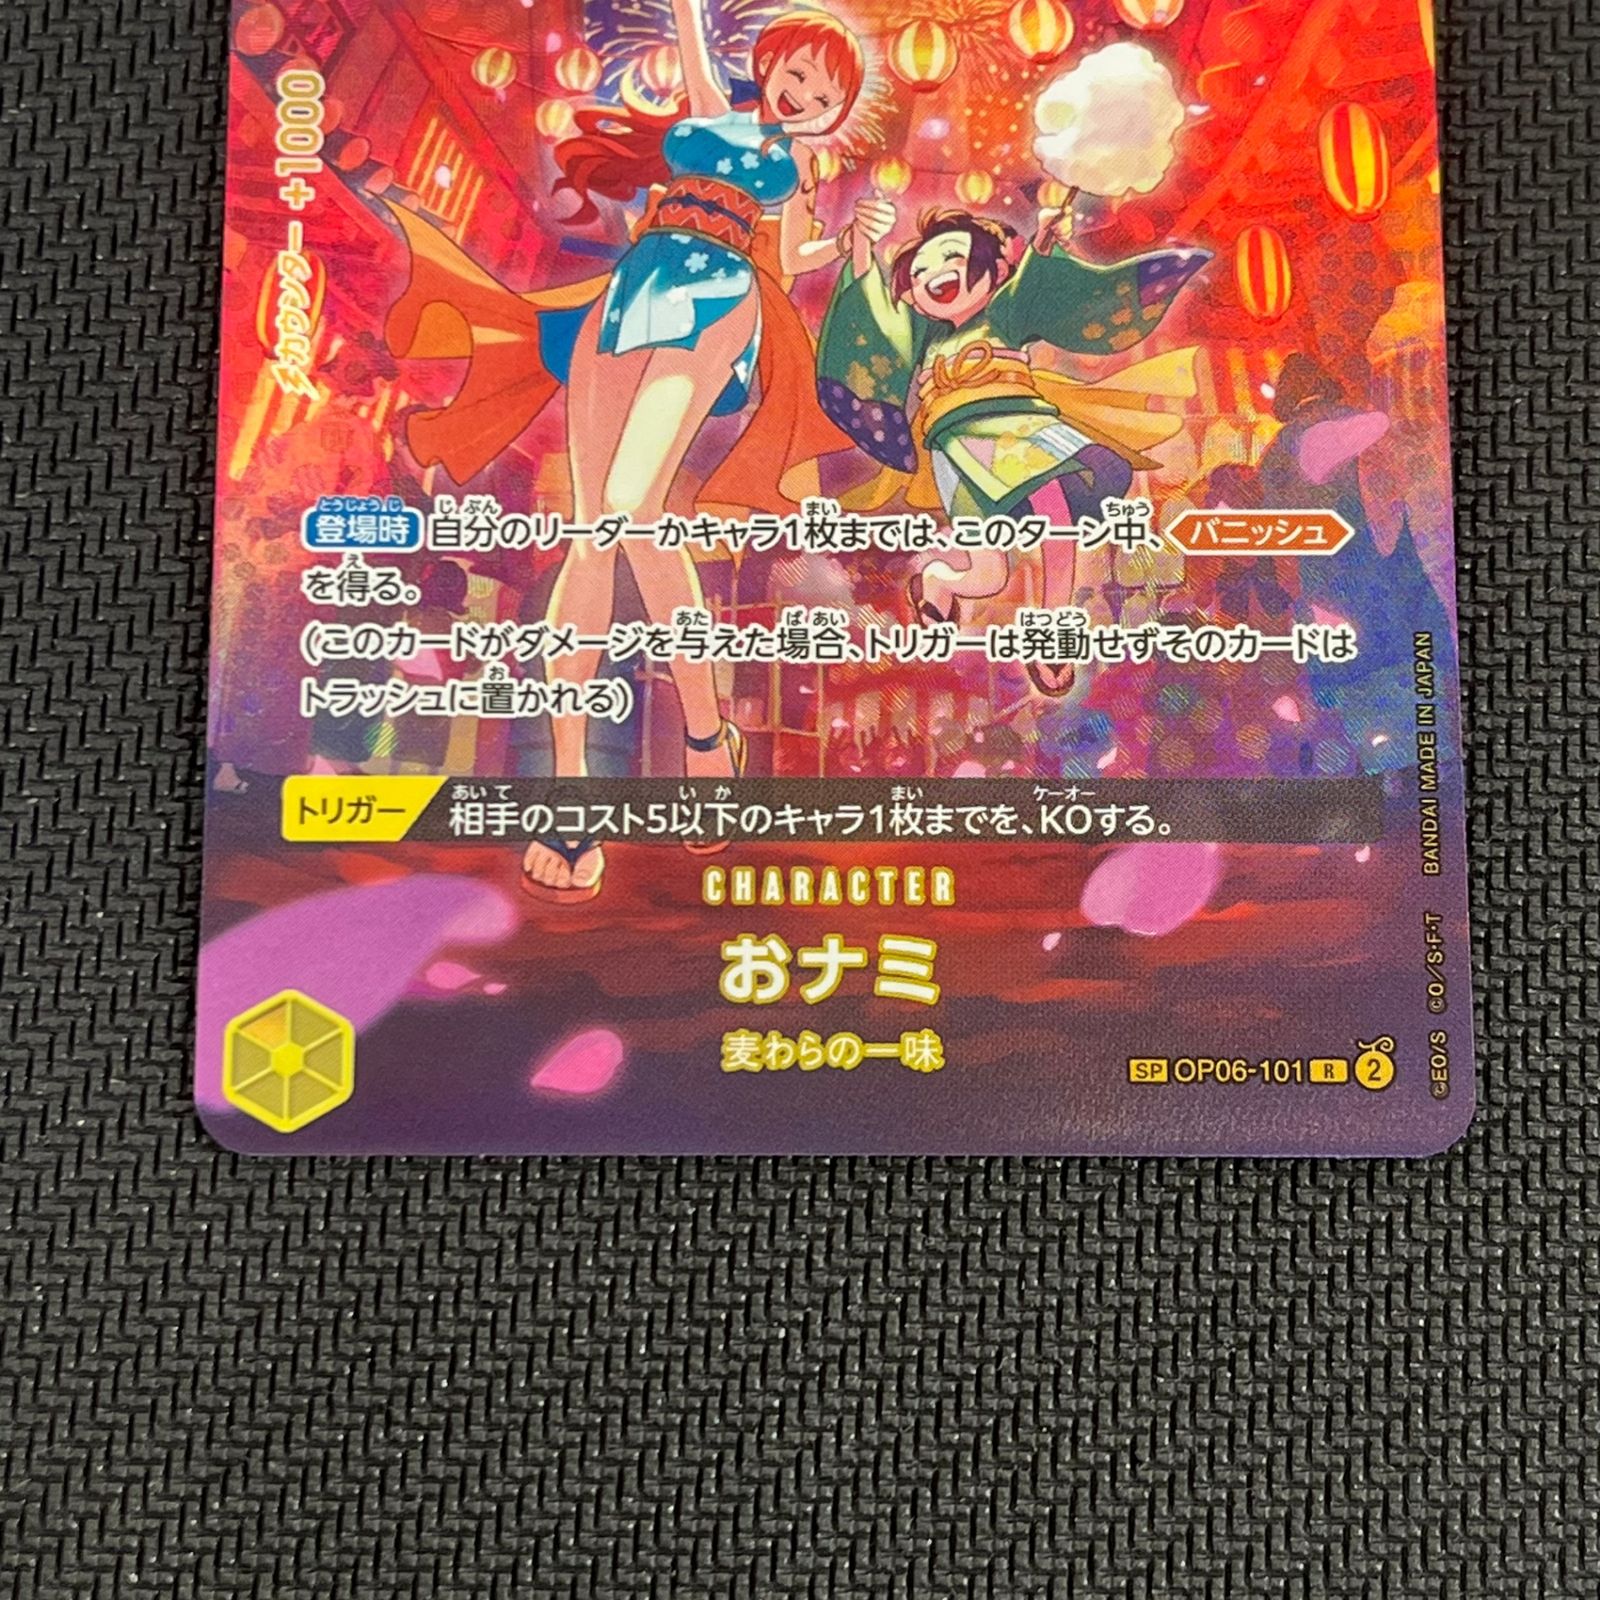 カウンター +1000
登場時 自分のリーダーかキャラ1枚までは、このターン中、バニッシュ
を得る。
(このカードがダメージを与えた場合、トリガーは発動せずそのカードは
トラッシュに置かれる)
トリガー 相手のコスト5以下のキャラ1枚までを、KOする。
CHARACTER
おナミ
麦わらの一味
SP OP06-101 R 2
©EO/S ©O/S・F・T BANDAI MADE IN JAPAN